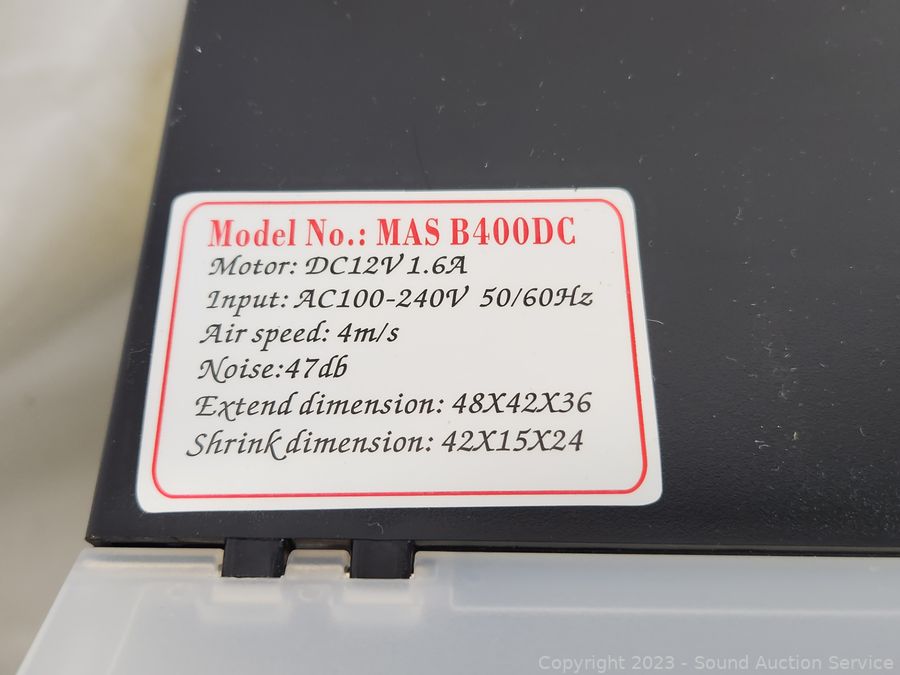 Model No.: MAS B400DC
Motor: DC12V 1.6A
Input: AC100-240V 50/60Hz
Air speed: 4m/s
Noise:47db
Extend dimension: 48X42X36
Shrink dimension: 42X15X24
Copyright 2023 - Sound Auction Service